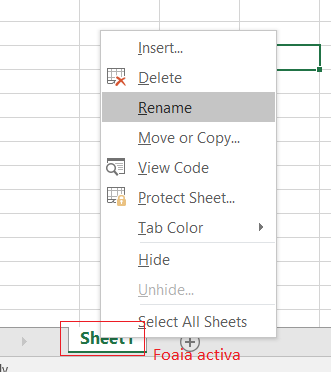 Insert...
Delete
Rename
Move or Copy...
View Code
Protect Sheet...
Tab Color
Hide
Unhide...
Select All Sheets
Sheet1
Foaia activa